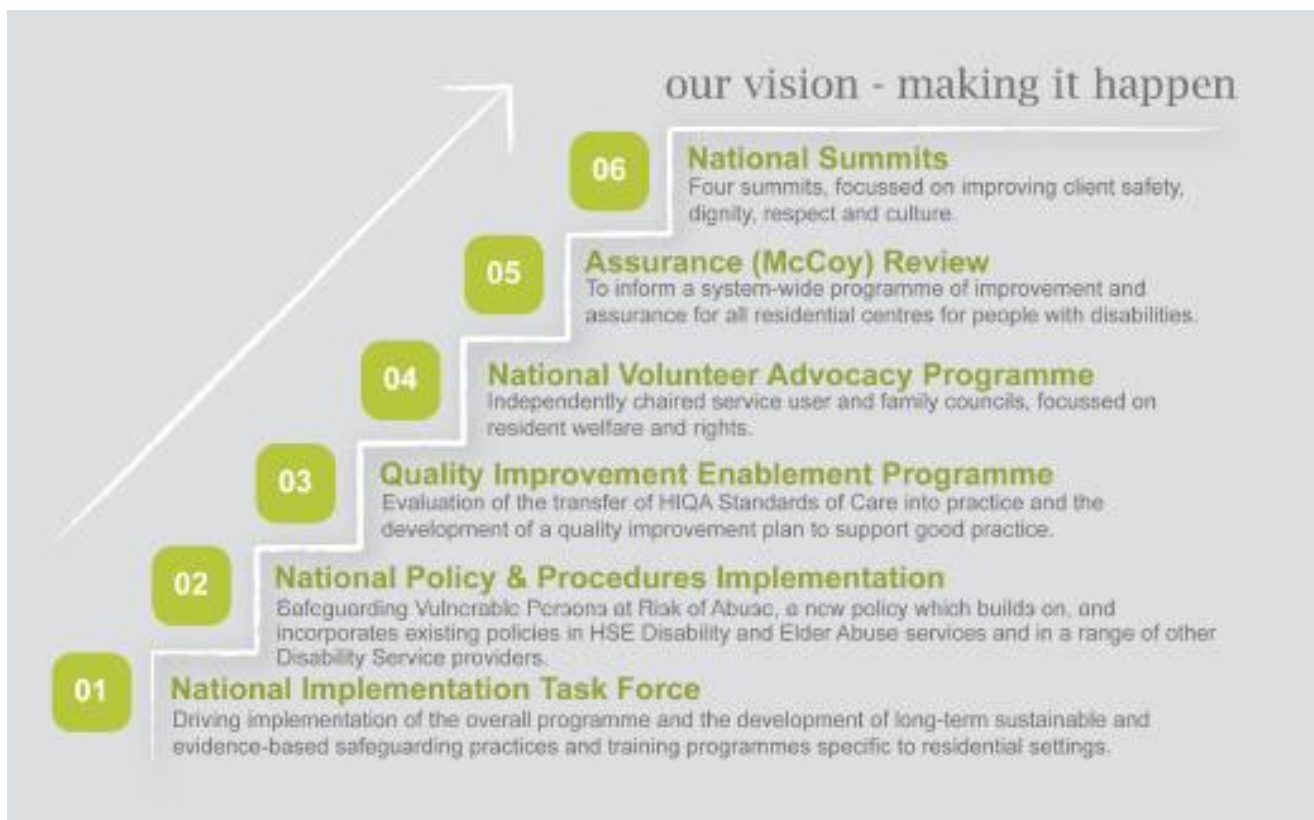 our vision - making it happen
06
National Summits
Four summits, focussed on improving client safety,
dignity, respect and culture.
05
Assurance (McCoy) Review
To inform a system-wide programme of improvement and
assurance for all residential centres for people with disabilities.
04
National Volunteer Advocacy Programme
Independently chaired service user and family councils, focussed on
resident welfare and rights.
03
Quality Improvement Enablement Programme
Evaluation of the transfer of HIQA Standards of Care into practice and the
development of a quality improvement plan to support good practice.
02
National Policy & Procedures Implementation
Safeguarding Vulnerable Persons at Risk of Abuse, a new policy which builds on, and
incorporates existing policies in HSE Disability and Elder Abuse services and in a range of other
Disability Service providers.
01
National Implementation Task Force
Driving implementation of the overall programme and the development of long-term sustainable and
evidence-based safeguarding practices and training programmes specific to residential settings.